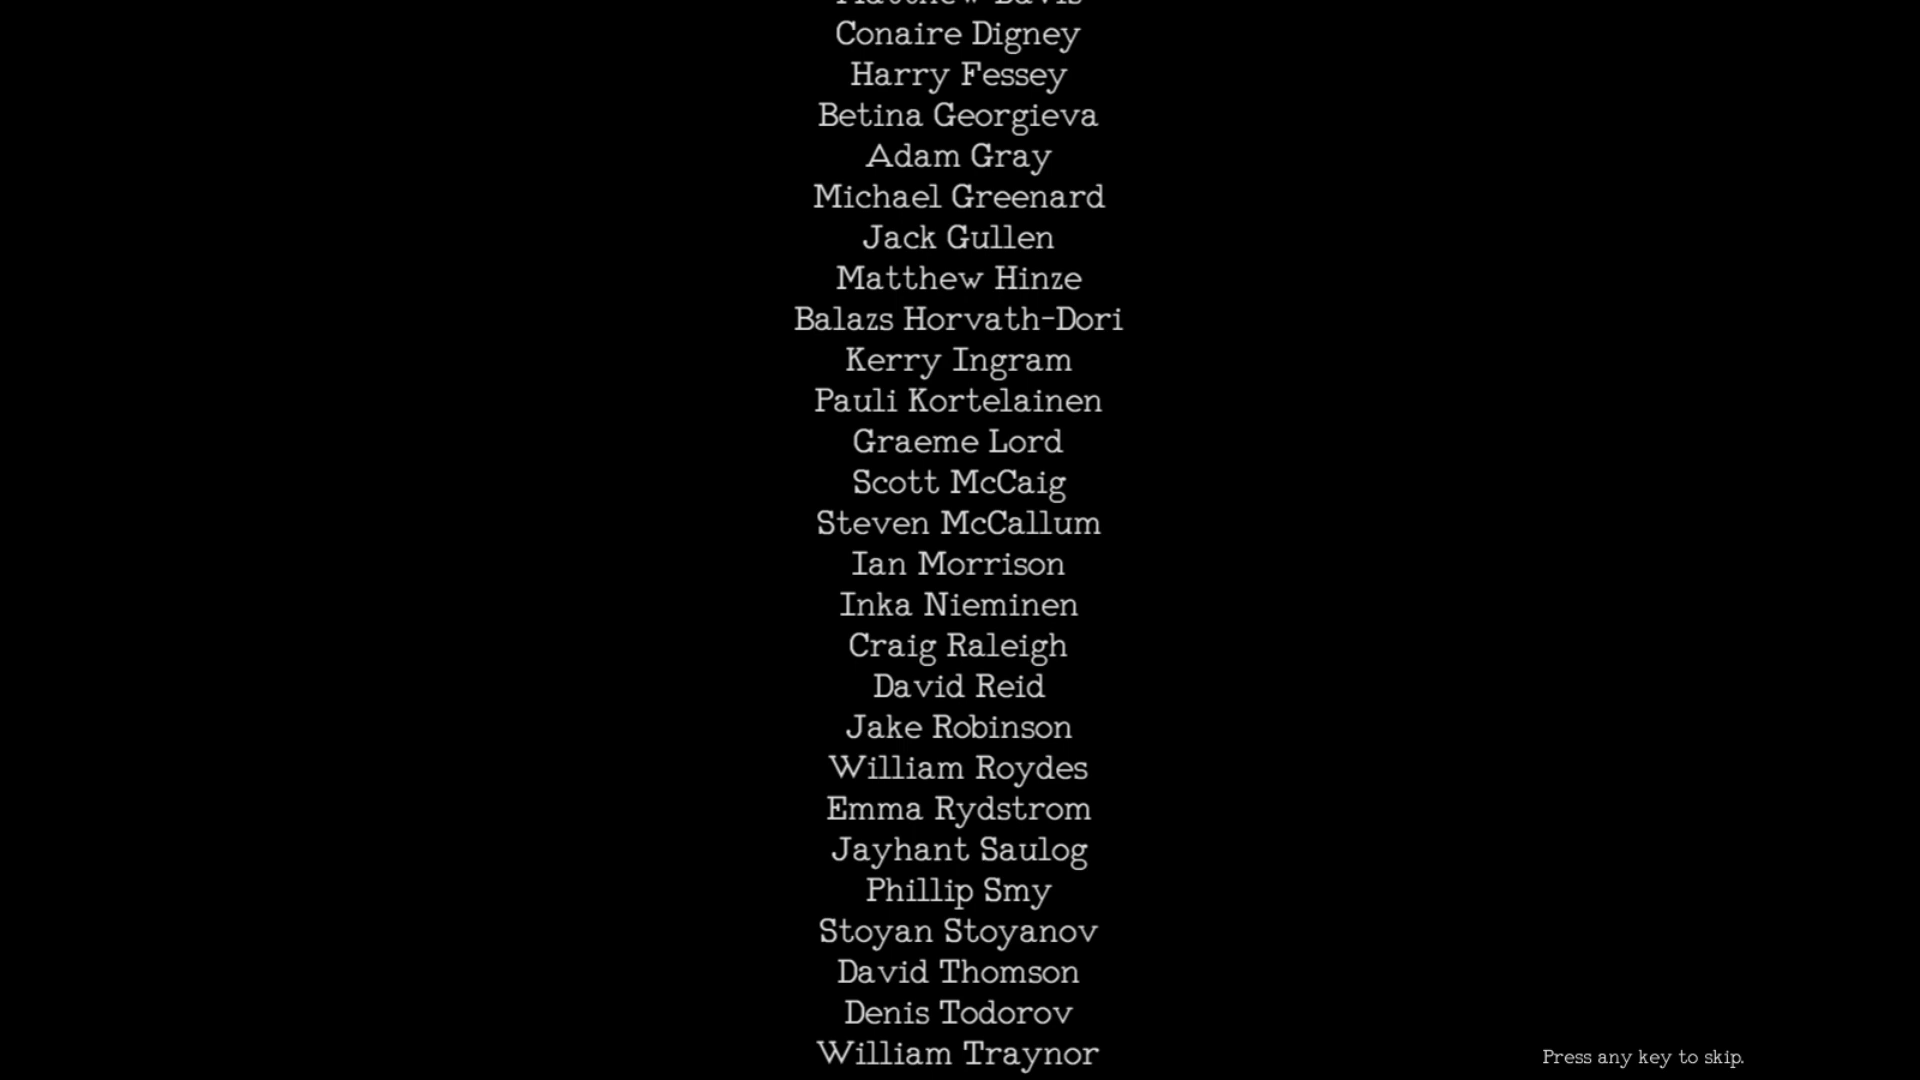 Matthew Davis
Conaire Digney
Harry Fessey
Betina Georgieva
Adam Gray
Michael Greenard
Jack Gullen
Matthew Hinze
Balazs Horvath-Dori
Kerry Ingram
Pauli Kortelainen
Graeme Lord
Scott McCaig
Steven McCallum
Ian Morrison
Inka Nieminen
Craig Raleigh
David Reid
Jake Robinson
William Roydes
Emma Rydstrom
Jayhant Saulog
Phillip Smy
Stoyan Stoyanov
David Thomson
Denis Todorov
William Traynor
Press any key to skip.